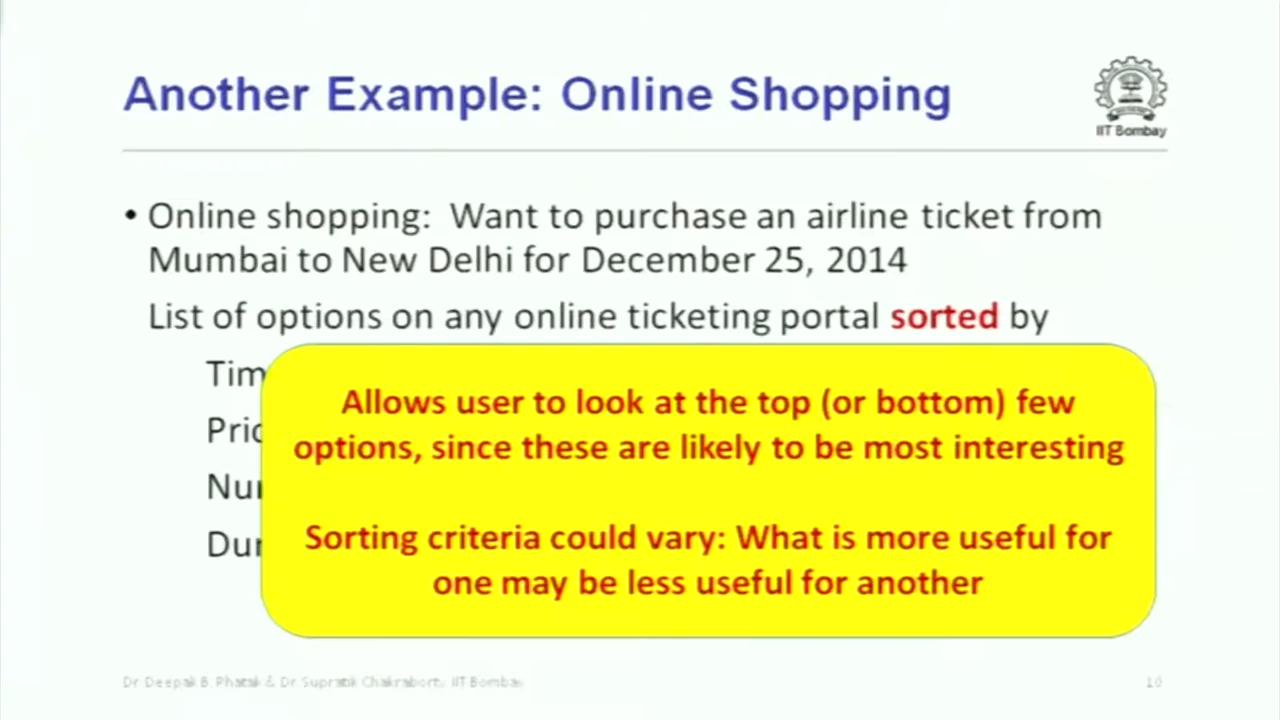 Another Example: Online Shopping
IIT Bombay
• Online shopping: Want to purchase an airline ticket from
Mumbai to New Delhi for December 25, 2014
List of options on any online ticketing portal sorted by
Tim
Pric
Nur
Dur
Allows user to look at the top (or bottom) few
options, since these are likely to be most interesting
Sorting criteria could vary: What is more useful for
one may be less useful for another
Dr Deepak B. Phatak & Dr Supratik Chakraborty, IIT Bombay
10